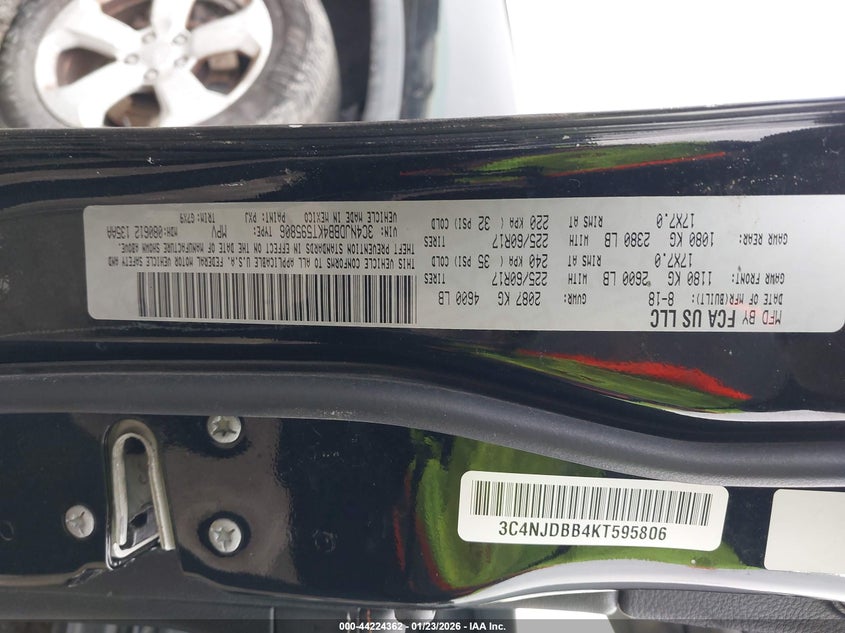 MFD BY FCA US LLC
DATE OF MFR(BUILT): 8-18 GVWR: 2087 KG 4600 LB
GAWR FRONT: 1180 KG 2600 LB WITH 225/60R17 TIRES
17X7.0 RIMS AT 240 KPA( 35 PSI) COLD
GAWR REAR: 1080 KG 2380 LB WITH 225/60R17 TIRES
17X7.0 RIMS AT 220 KPA( 32 PSI) COLD
THIS VEHICLE CONFORMS TO ALL APPLICABLE U.S.A. FEDERAL MOTOR VEHICLE SAFETY AND
THEFT PREVENTION STANDARDS IN EFFECT ON THE DATE OF MANUFACTURE SHOWN ABOVE.
VIN: 3C4NJDBB4KT595806 TYPE: MPV MDH:080612 135AA
VEHICLE MADE IN MEXICO PAINT: PXJ TRIM: G7X9
3C4NJDBB4KT595806
000-44224362 - 01/23/2026 - IAA Inc.